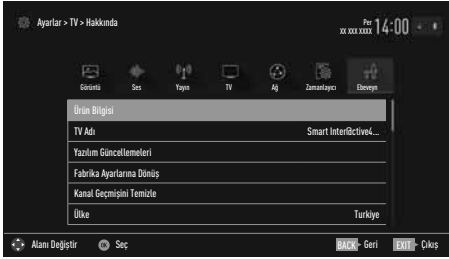 Ayarlar > TV > Hakkında
Per
xx xxx xxxx 14:00
Görüntü Ses Yayın TV Ağ Zamanlayıcı Ebeveyn
Ürün Bilgisi
TV Adı Smart Inter@ctive4...
Yazılım Güncellemeleri
Fabrika Ayarlarına Dönüş
Kanal Geçmişini Temizle
Ülke Turkiye
Alanı Değiştir OK Seç BACK Geri EXIT Çıkış